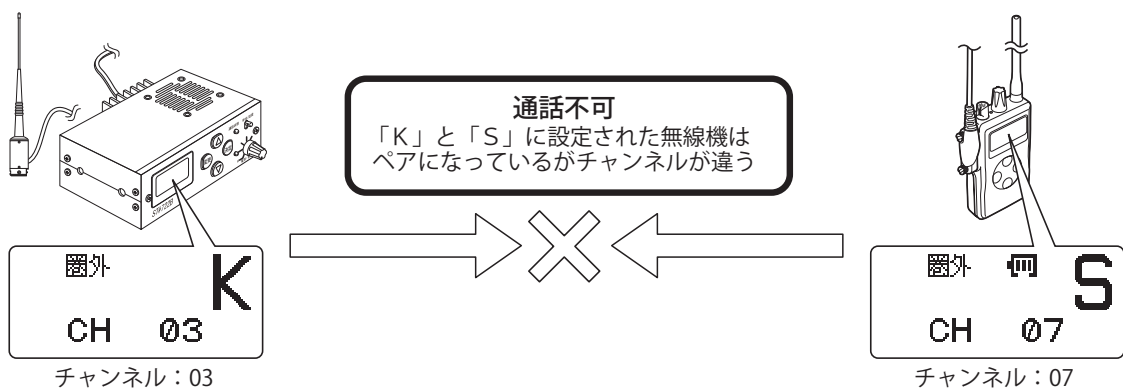 通話不可
「K」と「S」に設定された無線機は
ペアになっているがチャンネルが違う
圏外
K
CH 03
チャンネル：03
圏外
S
CH 07
チャンネル：07